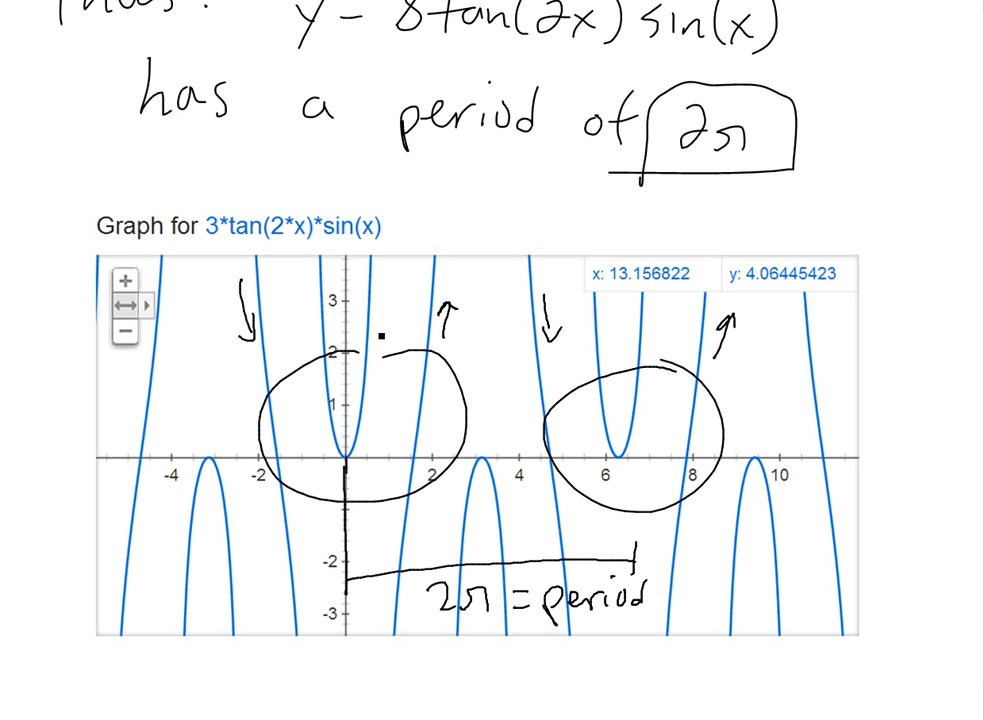 y = 3tan(2x) sin(x)
has a period of 2π
Graph for 3*tan(2*x)*sin(x)
x: 13.156822 y: 4.06445423
3
2
1
-4 -2 2 4 6 8 10
-2
-3
2π = period